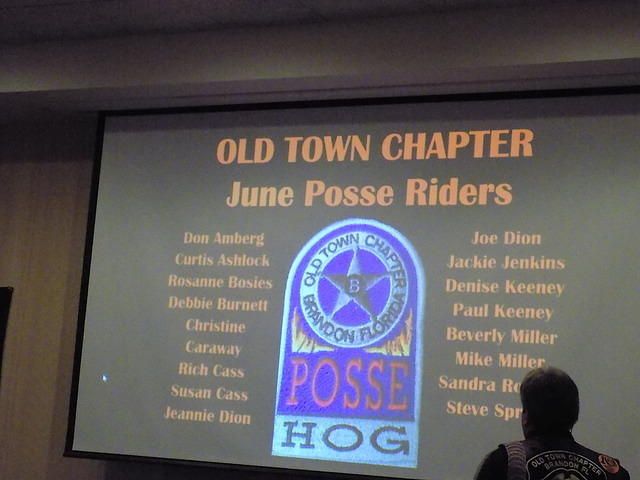 OLD TOWN CHAPTER
June Posse Riders
Don Amberg
Curtis Ashlock
Rosanne Bosies
Debbie Burnett
Christine
Caraway
Rich Cass
Susan Cass
Jeannie Dion
OLD TOWN CHAPTER
B
BRANDON FLORIDA
POSSE
HOG
Joe Dion
Jackie Jenkins
Denise Keeney
Paul Keeney
Beverly Miller
Mike Miller
Sandra
Steve
OLD TOWN CHAPTER
BRANDON FL